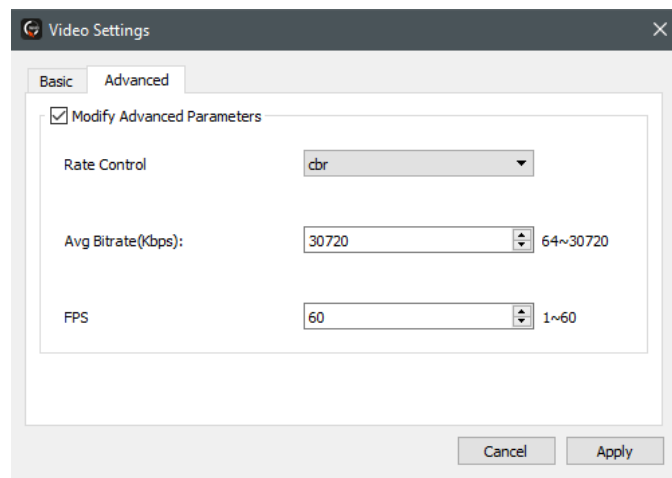 Video Settings
Basic Advanced
Modify Advanced Parameters
Rate Control cbr
Avg Bitrate(Kbps): 30720 64~30720
FPS 60 1~60
Cancel Apply